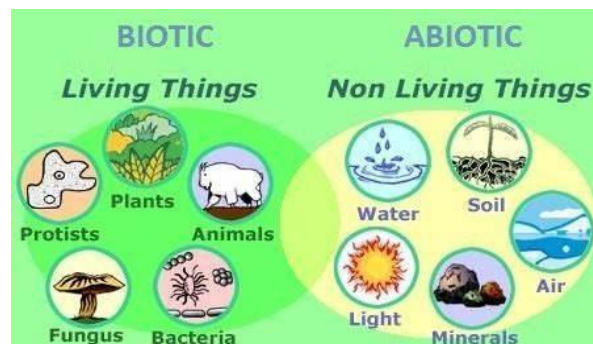 BIOTIC
ABIOTIC
Living Things
Non Living Things
Plants
Protists
Animals
Fungus
Bacteria
Water
Soil
Air
Light
Minerals